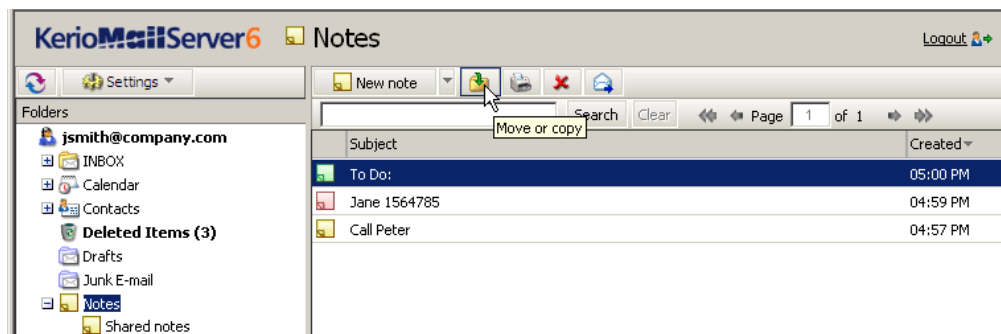 KerioMailServer6 Notes Logout
Settings New note
Folders Search Clear Page 1 of 1
Move or copy
jsmith@company.com Subject Created
INBOX To Do: 05:00 PM
Calendar Jane 1564785 04:59 PM
Contacts Call Peter 04:57 PM
Deleted Items (3)
Drafts
Junk E-mail
Notes
Shared notes